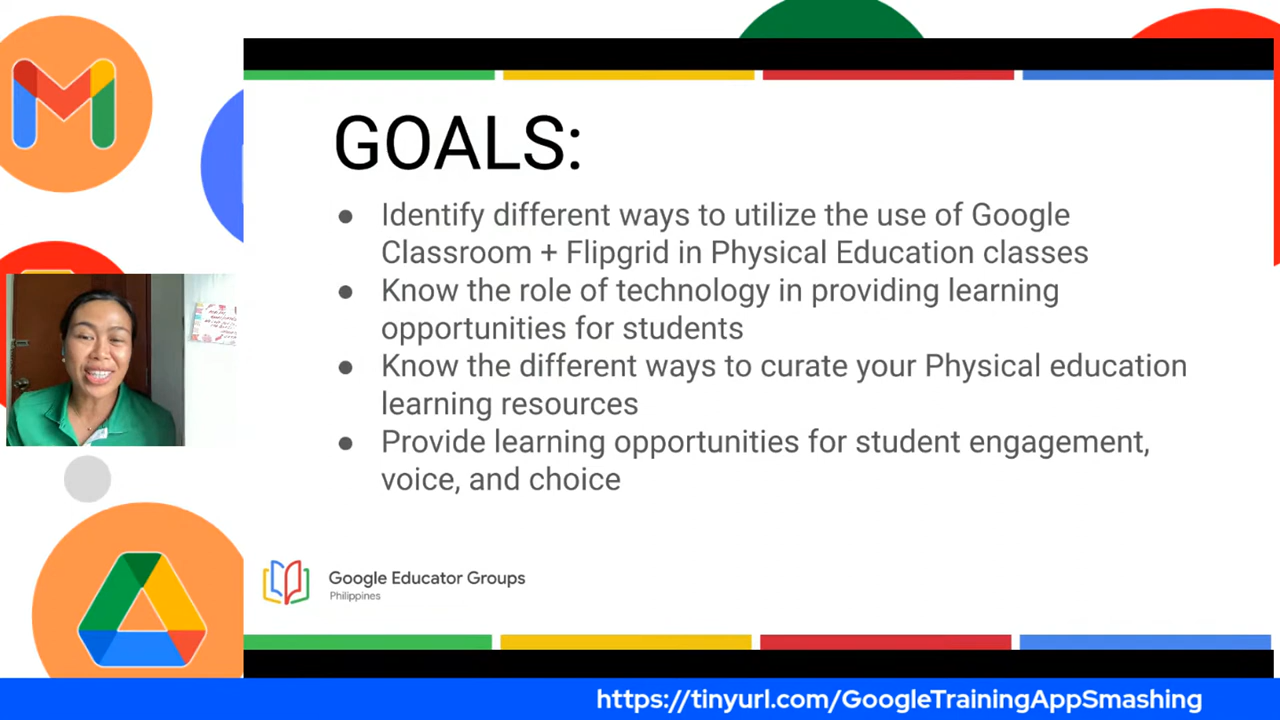 GOALS:
● Identify different ways to utilize the use of Google
Classroom + Flipgrid in Physical Education classes
● Know the role of technology in providing learning
opportunities for students
● Know the different ways to curate your Physical education
learning resources
● Provide learning opportunities for student engagement,
voice, and choice
Google Educator Groups
Philippines
https://tinyurl.com/GoogleTrainingAppSmashing